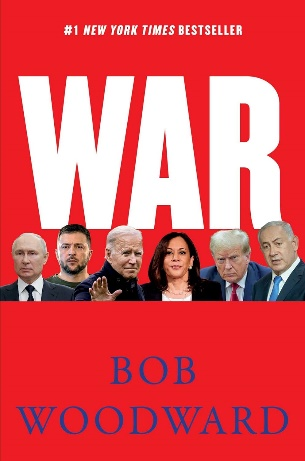 #1 NEW YORK TIMES BESTSELLER
WAR
BOB
WOODWARD